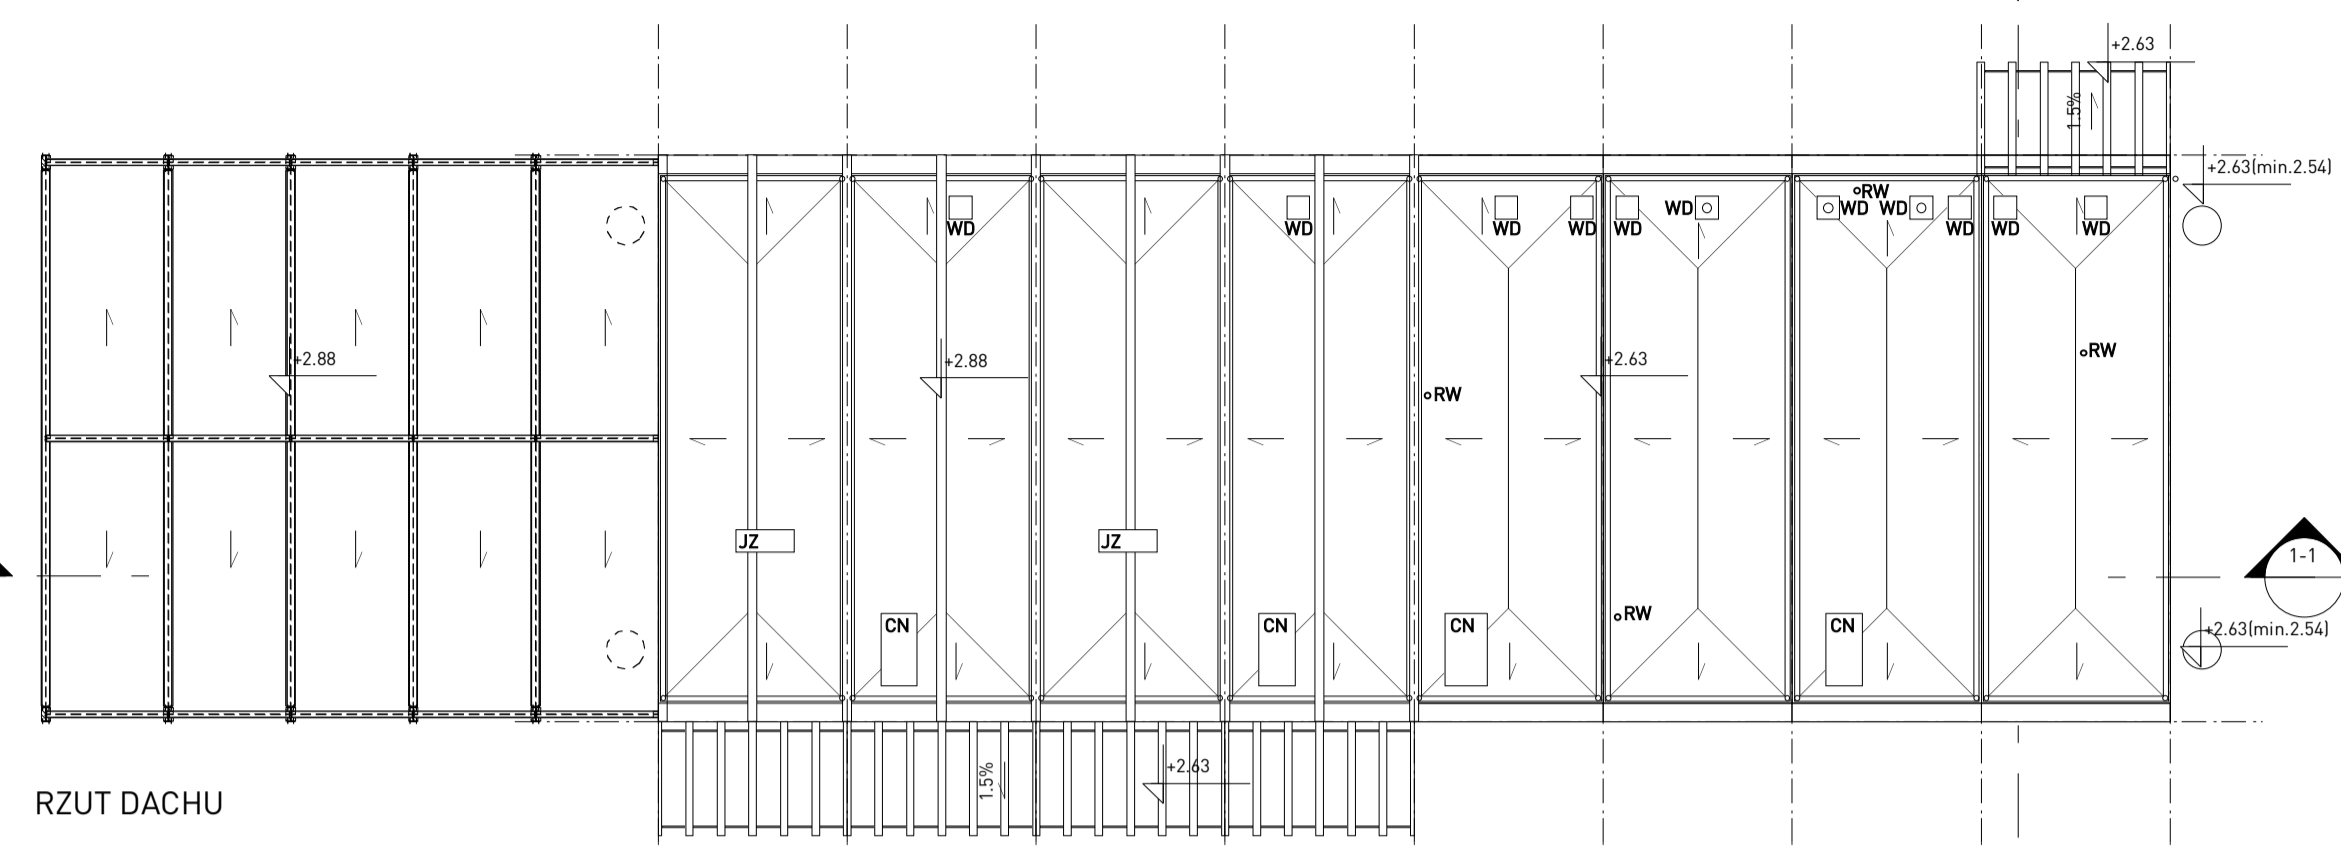 +2.63
1.5%
+2.63(min.2.54)
RW
WD WD WD
WD WD WD WD WD WD WD WD
RW
+2.88 +2.88 +2.63
RW
JZ JZ
1-1
RW
CN CN CN CN
+2.63(min.2.54)
+2.63
1.5%
RZUT DACHU